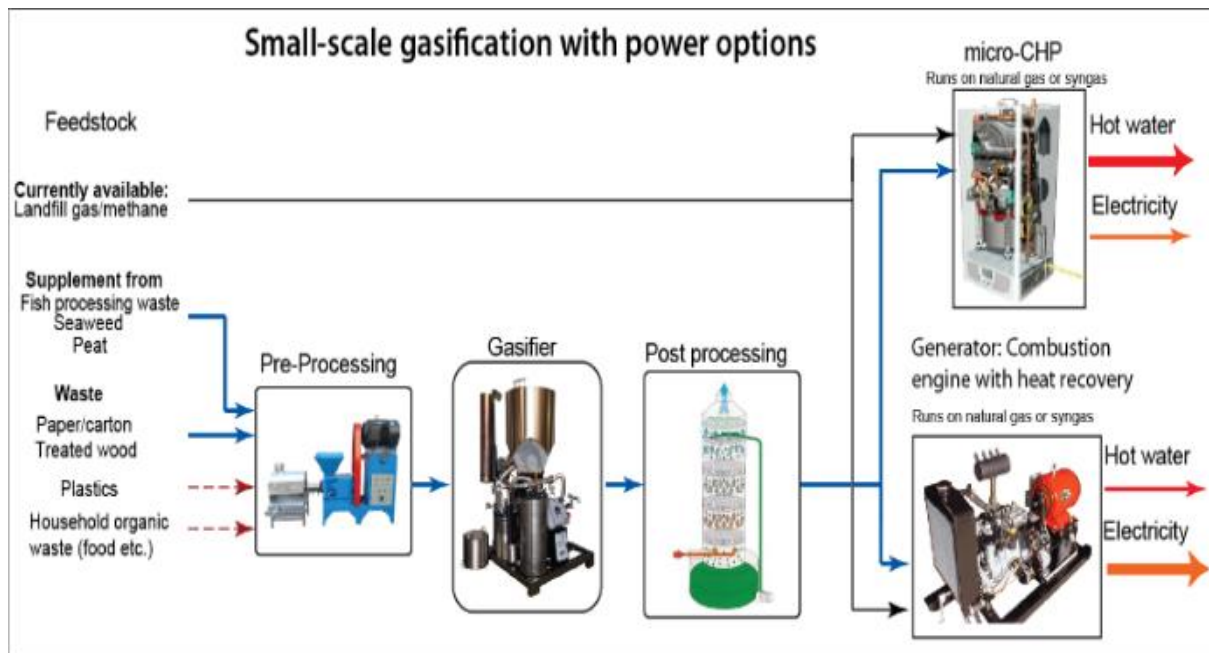 Small-scale gasification with power options
Feedstock
Currently available:
Landfill gas/methane
Supplement from
Fish processing waste
Seaweed
Peat
Waste
Paper/carton
Treated wood
Plastics
Household organic
waste (food etc.)
Pre-Processing
Gasifier
Post processing
micro-CHP
Runs on natural gas or syngas
Hot water
Electricity
Generator: Combustion
engine with heat recovery
Runs on natural gas or syngas
Hot water
Electricity